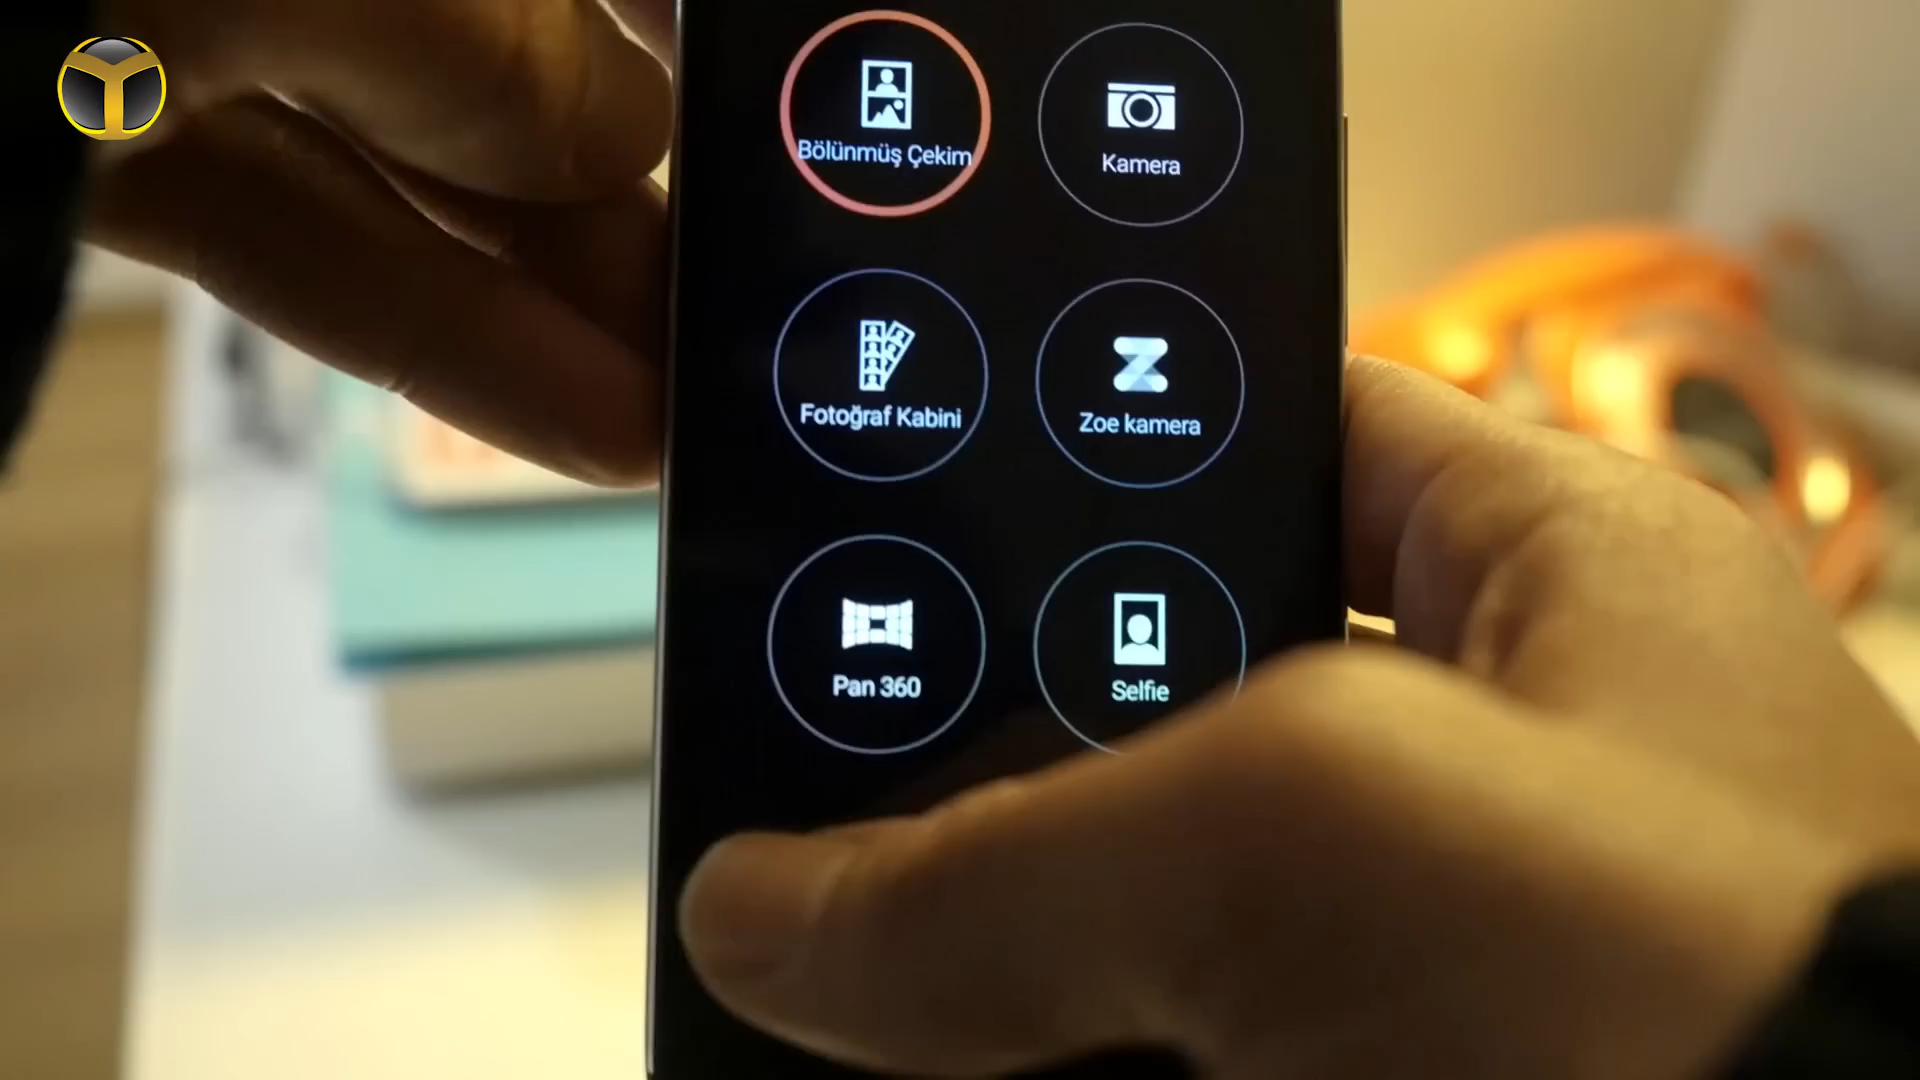 Bölünmüş Çekim
Kamera
Fotoğraf Kabini
Zoe kamera
Pan 360
Selfie